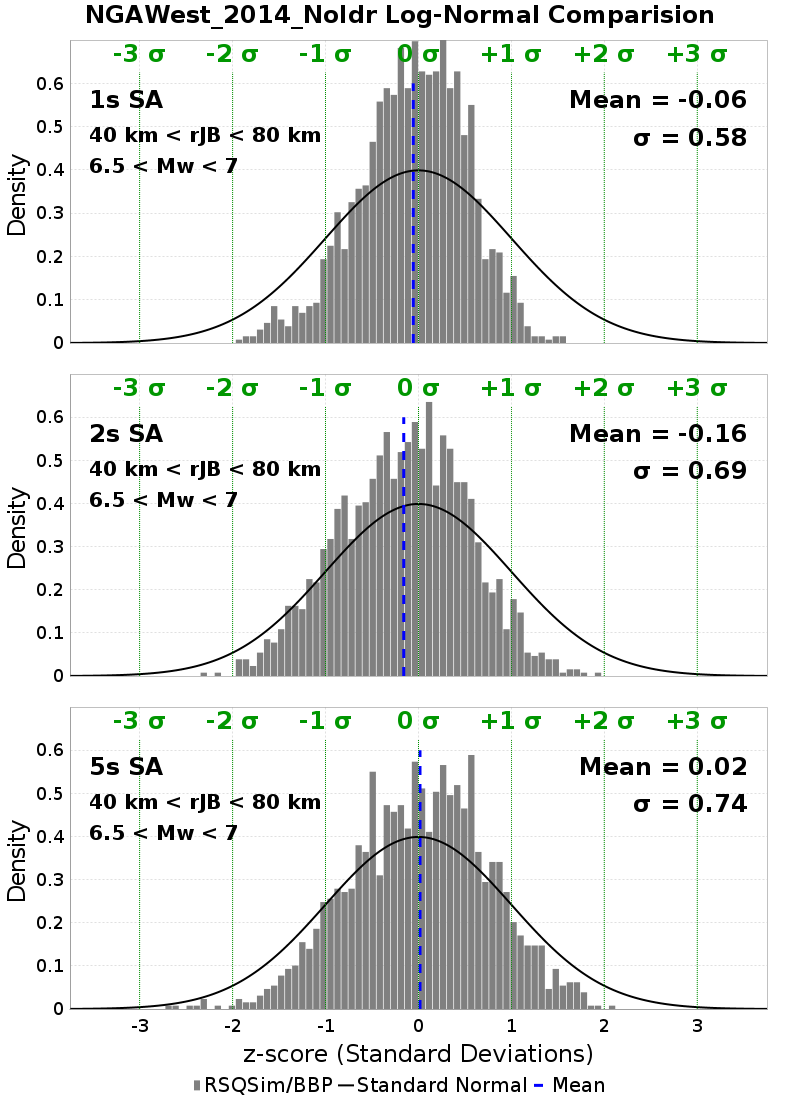 NGAWest_2014_NoIdr Log-Normal Comparision
-3 σ -2 σ -1 σ 0 σ +1 σ +2 σ +3 σ
1s SA
Mean = -0.06
40 km < rJB < 80 km
σ = 0.58
6.5 < Mw < 7
0.6
0.5
0.4
0.3
0.2
0.1
0
Density
-3 σ -2 σ -1 σ 0 σ +1 σ +2 σ +3 σ
2s SA
Mean = -0.16
40 km < rJB < 80 km
σ = 0.69
6.5 < Mw < 7
0.6
0.5
0.4
0.3
0.2
0.1
0
Density
-3 σ -2 σ -1 σ 0 σ +1 σ +2 σ +3 σ
5s SA
Mean = 0.02
40 km < rJB < 80 km
σ = 0.74
6.5 < Mw < 7
0.6
0.5
0.4
0.3
0.2
0.1
0
Density
-3 -2 -1 0 1 2 3
z-score (Standard Deviations)
RSQSim/BBP Standard Normal Mean